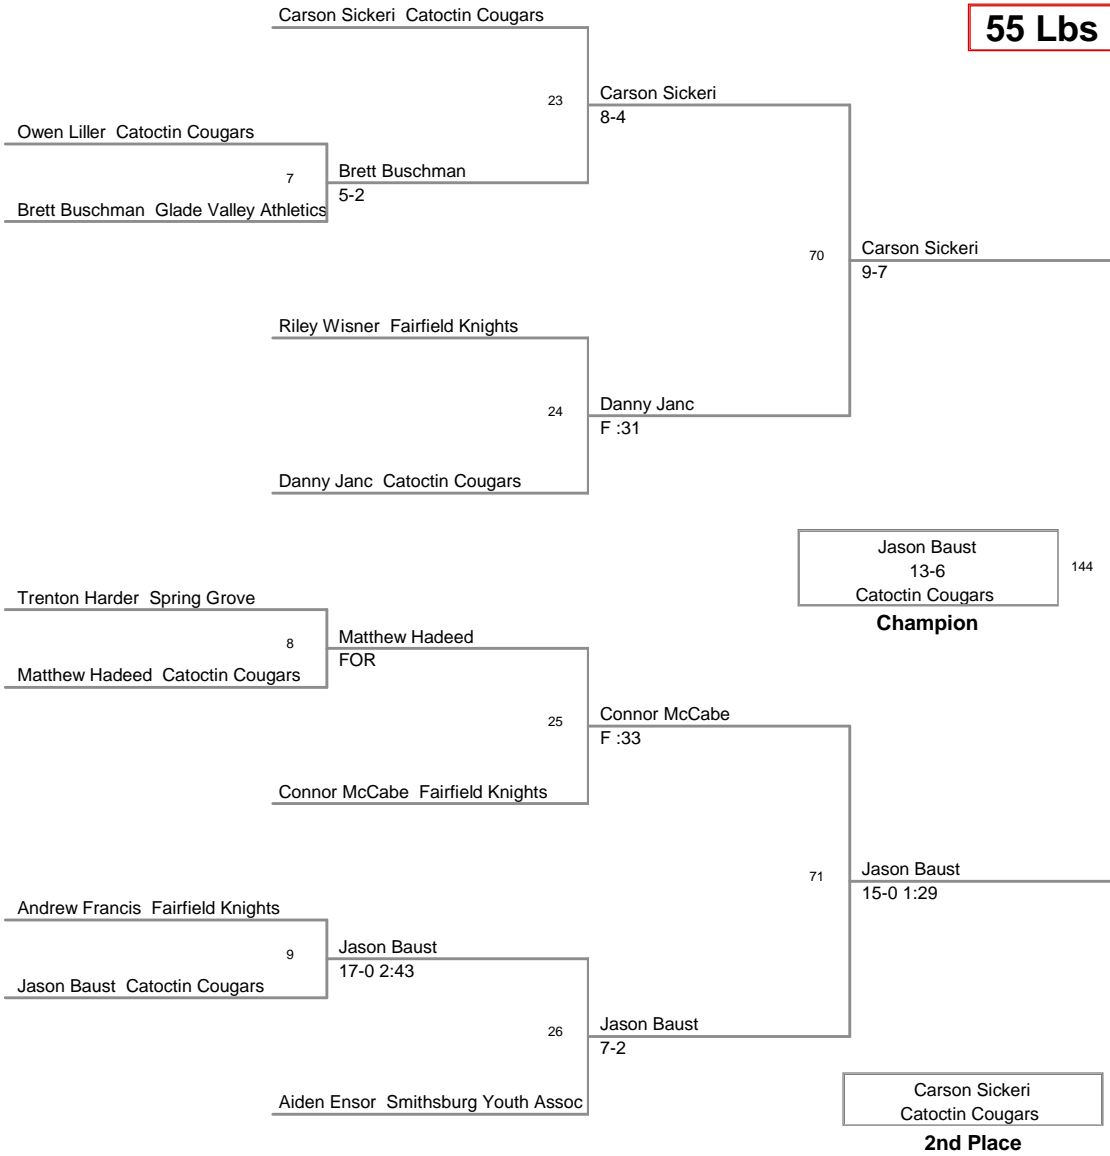 Carson Sickeri  Catoctin Cougars
55 Lbs
23
Carson Sickeri
8-4
Owen Liller  Catoctin Cougars
7
Brett Buschman
5-2
Brett Buschman  Glade Valley Athletics
70
Carson Sickeri
9-7
Riley Wisner  Fairfield Knights
24
Danny Janc
F :31
Danny Janc  Catoctin Cougars
Jason Baust
13-6
Catoctin Cougars
144
Champion
Trenton Harder  Spring Grove
8
Matthew Hadeed
FOR
Matthew Hadeed  Catoctin Cougars
25
Connor McCabe
F :33
Connor McCabe  Fairfield Knights
71
Jason Baust
15-0 1:29
Andrew Francis  Fairfield Knights
9
Jason Baust
17-0 2:43
Jason Baust  Catoctin Cougars
26
Jason Baust
7-2
Aiden Ensor  Smithsburg Youth Assoc
Carson Sickeri
Catoctin Cougars
2nd Place